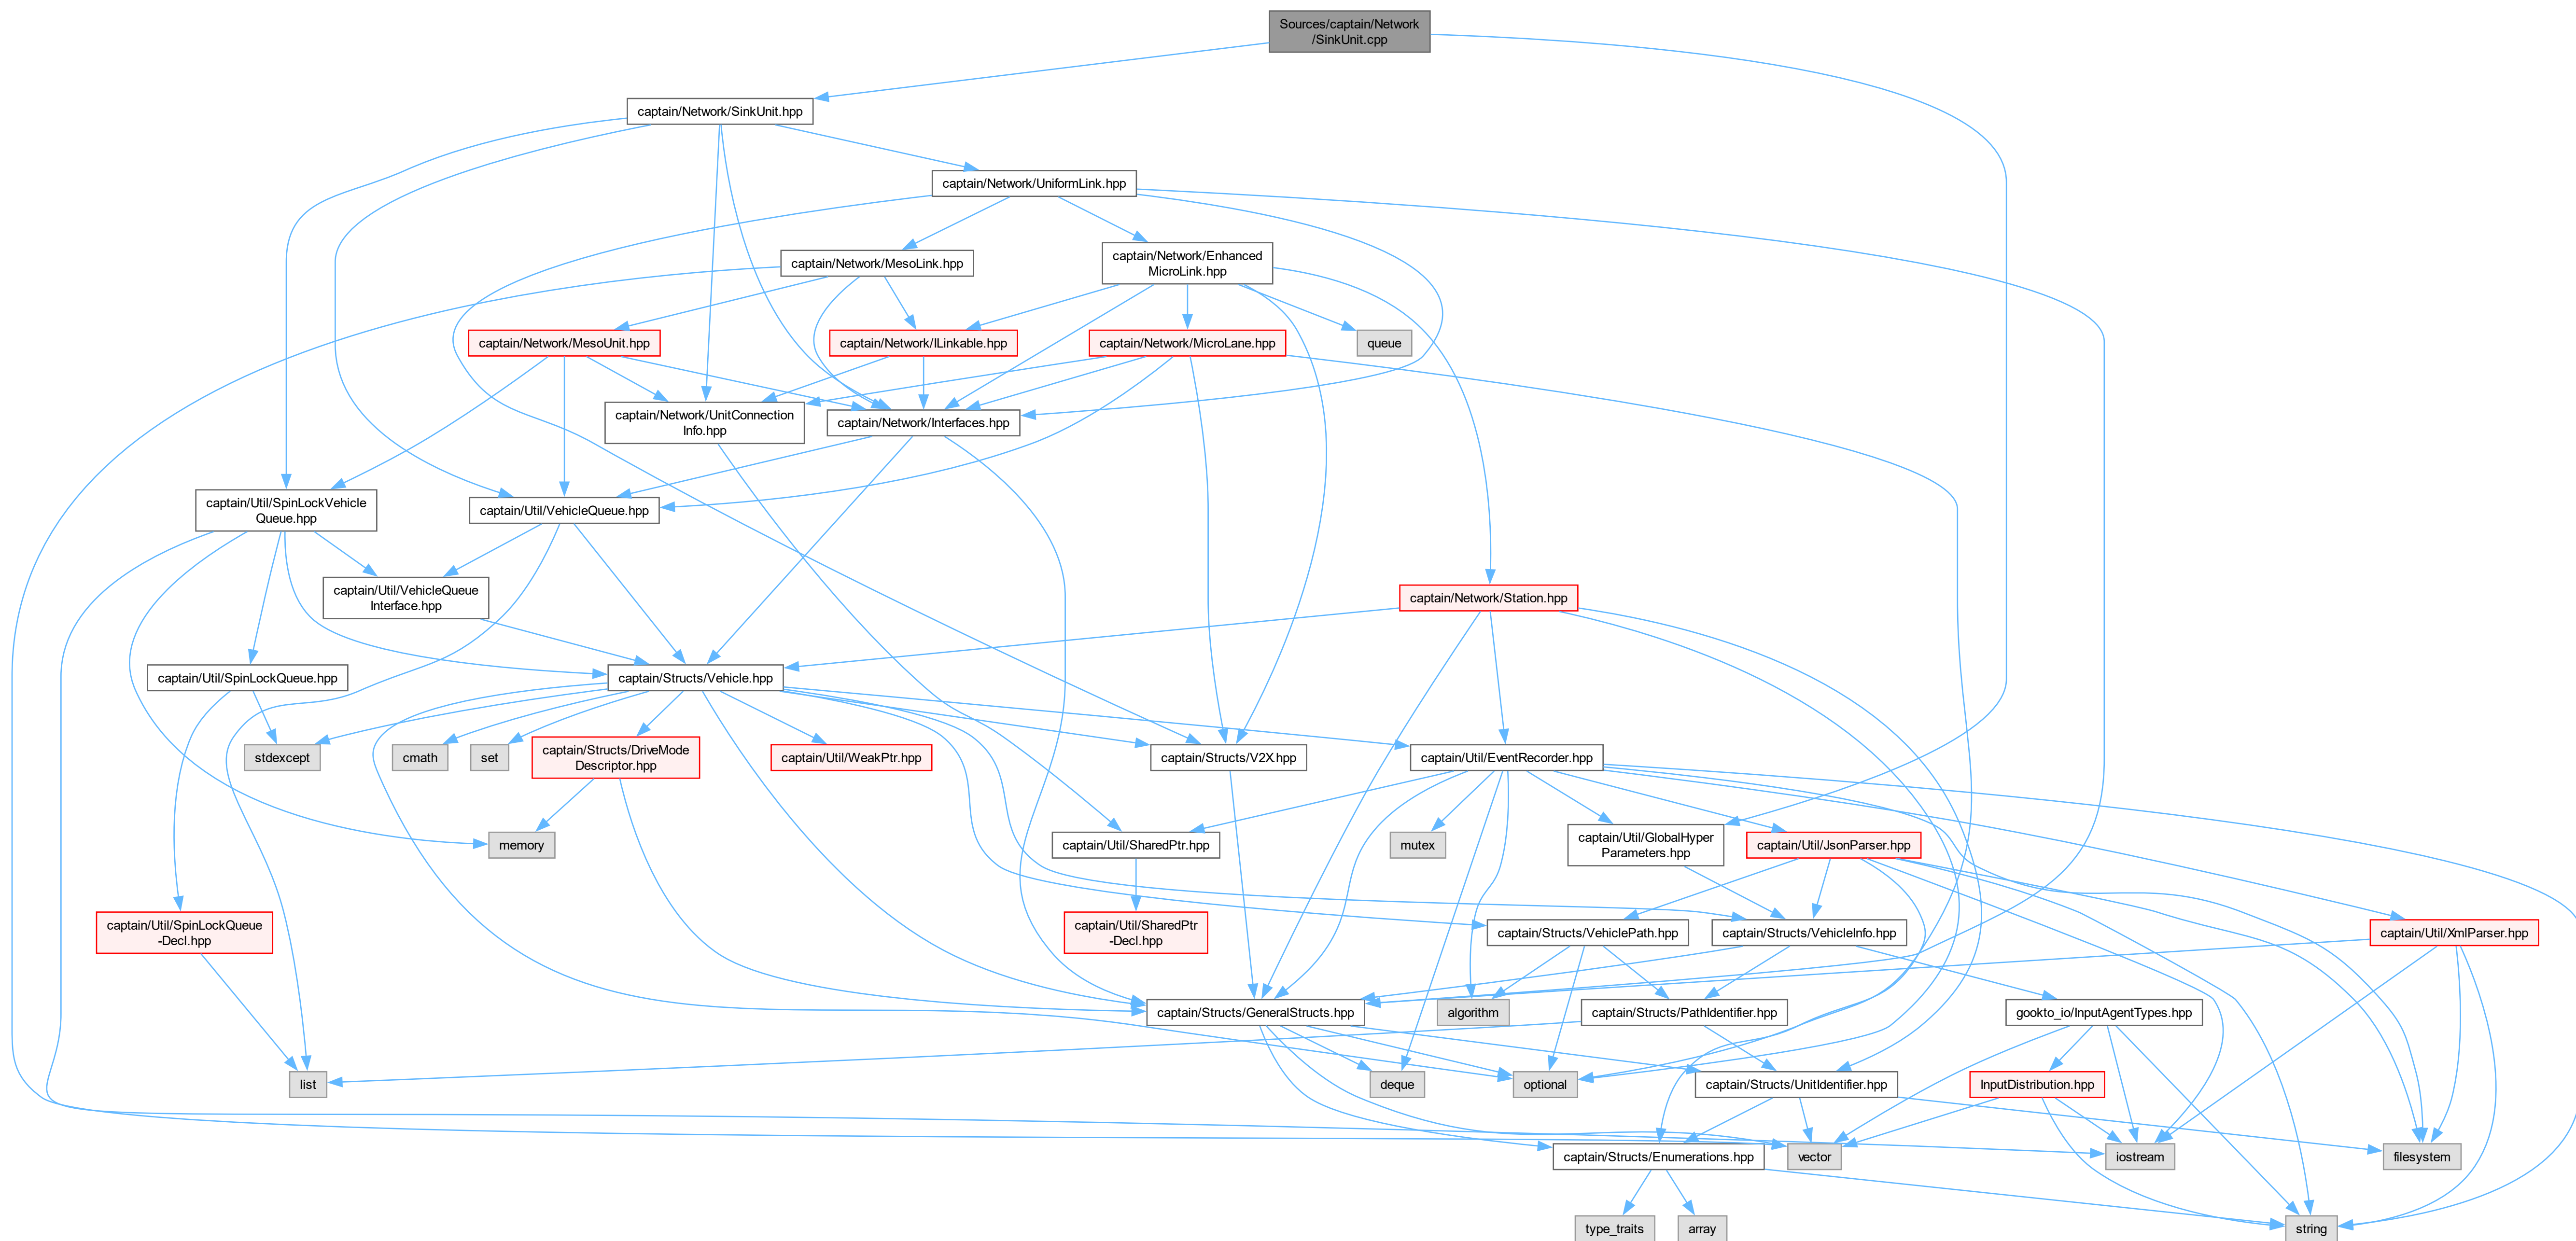 Sources/captain/Network
/SinkUnit.cpp
captain/Network/SinkUnit.hpp
captain/Network/UniformLink.hpp
captain/Network/MesoLink.hpp
captain/Network/Enhanced
MicroLink.hpp
captain/Network/MesoUnit.hpp
captain/Network/ILinkable.hpp
captain/Network/MicroLane.hpp
queue
captain/Network/UnitConnection
Info.hpp
captain/Network/Interfaces.hpp
captain/Util/SpinLockVehicle
Queue.hpp
captain/Util/VehicleQueue.hpp
captain/Util/VehicleQueue
Interface.hpp
captain/Network/Station.hpp
captain/Util/SpinLockQueue.hpp
captain/Structs/Vehicle.hpp
stdexcept
cmath
set
captain/Structs/DriveMode
Descriptor.hpp
captain/Util/WeakPtr.hpp
captain/Structs/V2X.hpp
captain/Util/EventRecorder.hpp
memory
captain/Util/SharedPtr.hpp
mutex
captain/Util/GlobalHyper
Parameters.hpp
captain/Util/JsonParser.hpp
captain/Util/SpinLockQueue
-Decl.hpp
captain/Util/SharedPtr
-Decl.hpp
captain/Structs/VehiclePath.hpp
captain/Structs/VehicleInfo.hpp
captain/Util/XmlParser.hpp
captain/Structs/GeneralStructs.hpp
algorithm
captain/Structs/PathIdentifier.hpp
gookto_io/InputAgentTypes.hpp
list
deque
optional
captain/Structs/UnitIdentifier.hpp
InputDistribution.hpp
captain/Structs/Enumerations.hpp
vector
iostream
filesystem
type_traits
array
string